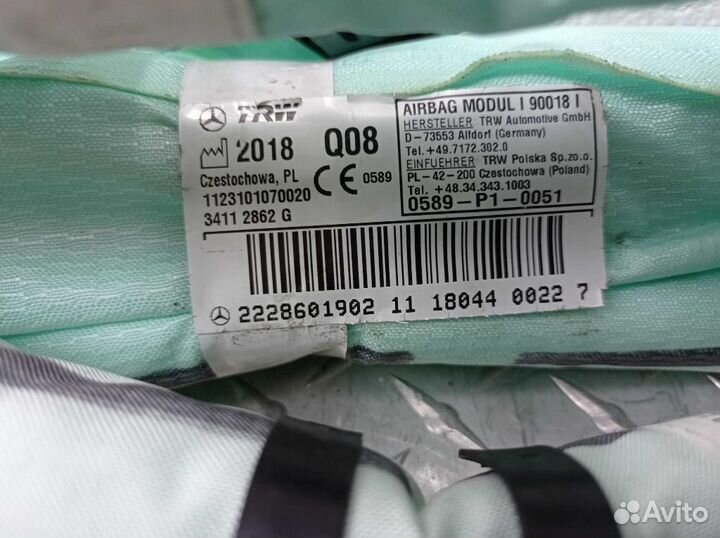 TRW
2018 Q08
Czestochowa, PL
1123101070020
3411 2862 G
CE 0589
AIRBAG MODUL I 90018 I
HERSTELLER: TRW Automotive GmbH
D-73553 Alldorf (Germany)
Tel.+49.7172.302.0
EINFUEHRER: TRW Polska Sp.zo.o.
PL-42-200 Czestochowa (Poland)
Tel. +48.34.343.1003
0589-P1-0051
2228601902 11 18044 0022 7
Avito